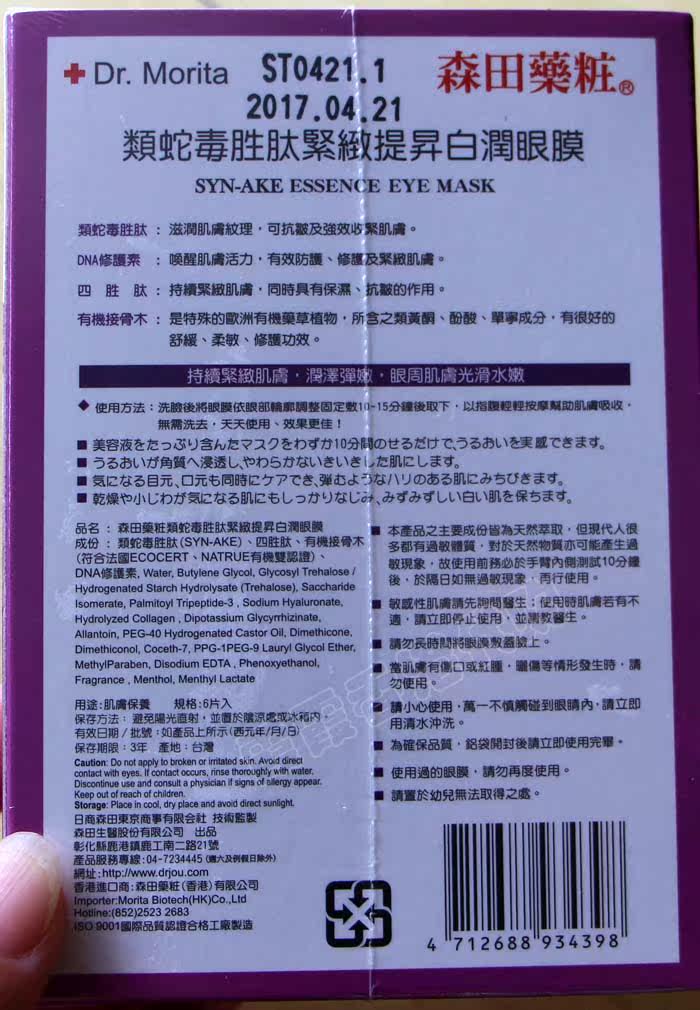 Dr. Morita ST0421.1 森田藥粧®
2017.04.21
類蛇毒胜肽緊緻提昇白潤眼膜
SYN-AKE ESSENCE EYE MASK
類蛇毒胜肽 : 滋潤肌膚紋理，可抗皺及強效收緊肌膚。
DNA修護素 : 喚醒肌膚活力，有效防護、修護及緊緻肌膚。
四胜肽 : 持續緊緻肌膚，同時具有保濕、抗皺的作用。
有機接骨木 : 是特殊的歐洲有機藥草植物，所含之類黃酮、酚酸、單寧成分，有很好的
舒緩、柔敏、修護功效。
持續緊緻肌膚，潤澤彈嫩，眼周肌膚光滑水嫩
◆ 使用方法：洗臉後將眼膜依眼部輪廓調整固定敷10-15分鐘後取下，以指腹輕輕按摩幫助肌膚吸收，
無需洗去，天天使用、效果更佳！
■ 美容液をたっぷり含んたマスクをわずか10分間のせるだけで、うるおいを実感できます。
■ うるおいが角質へ浸透し、やわらかないきいきした肌にします。
■ 気になる目元、口元も同時にケアでき、弾むようなハリのある肌にみちびきます。
■ 乾燥や小じわが気になる肌にもしっかりなじみ、みずみずしい白い肌を保ちます。
品名：森田藥粧類蛇毒胜肽緊緻提昇白潤眼膜
成份：類蛇毒胜肽(SYN-AKE)、四胜肽、有機接骨木
(符合法國ECOCERT、NATRUE有機雙認證)、
DNA修護素, Water, Butylene Glycol, Glycosyl Trehalose /
Hydrogenated Starch Hydrolysate (Trehalose), Saccharide
Isomerate, Palmitoyl Tripeptide-3 , Sodium Hyaluronate,
Hydrolyzed Collagen , Dipotassium Glycyrrhizinate,
Allantoin, PEG-40 Hydrogenated Castor Oil, Dimethicone,
Dimethiconol, Coceth-7, PPG-1PEG-9 Lauryl Glycol Ether,
MethylParaben, Disodium EDTA , Phenoxyethanol,
Fragrance , Menthol, Menthyl Lactate
用途:肌膚保養 規格:6片入
保存方法：避免陽光直射，並置於陰涼處或冰箱內。
有效日期 / 批號：如產品上所示(西元年/月/日)
保存期限：3年 產地：台灣
Caution: Do not apply to broken or irritated skin. Avoid direct
contact with eyes. If contact occurs, rinse thoroughly with water.
Discontinue use and consult a physician if signs of allergy appear.
Keep out of reach of children.
Storage: Place in cool, dry place and avoid direct sunlight.
日商森田東京商事有限会社 技術監製
森田生醫股份有限公司 出品
彰化縣鹿港鎮鹿工南二路21號
產品服務專線:04-7234445 (週六及例假日除外)
網址:http://www.drjou.com
香港進口商:森田藥粧(香港)有限公司
Importer:Morita Biotech(HK)Co.,Ltd
Hotline:(852)2523 2683
ISO 9001國際品質認證合格工廠製造
■ 本產品之主要成份皆為天然萃取，但現代人很
多都有過敏體質，對於天然物質亦可能產生過
敏現象，故使用前務必於手臂內側測試10分鐘
後，於隔日如無過敏現象，再行使用。
■ 敏感性肌膚請先詢問醫生；使用時肌膚若有不
適，請立即停止使用，並請教醫生。
■ 請勿長時間將眼膜敷蓋臉上。
■ 當肌膚有傷口或紅腫，曬傷等情形發生時，請
勿使用。
■ 請小心使用，萬一不慎觸碰到眼睛內，請立即
用清水沖洗。
■ 為確保品質，鋁袋開封後請立即使用完畢。
■ 使用過的眼膜，請勿再度使用。
■ 請置於幼兒無法取得之處。
4 712688 934398